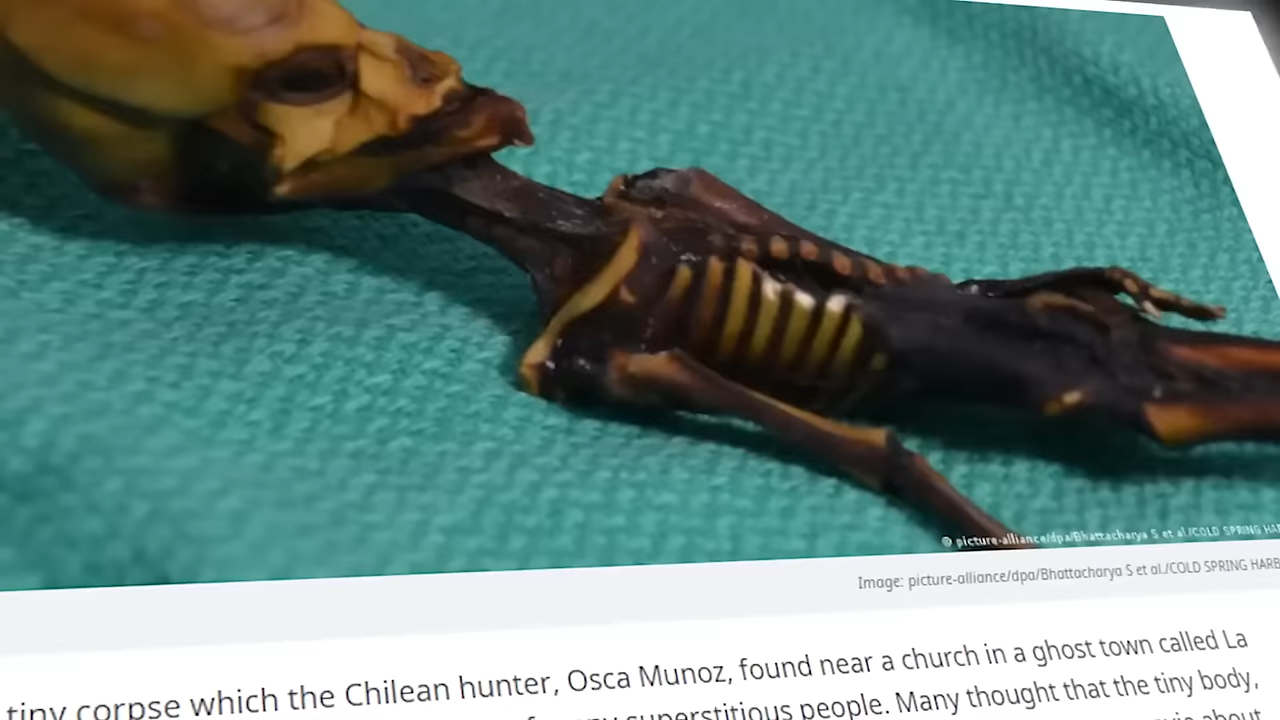 © picture-alliance/dpa/Bhattacharya S et al./COLD SPRING
Image: picture-alliance/dpa/Bhattacharya S et al./COLD SPRING HARB
tiny corpse which the Chilean hunter, Osca Munoz, found near a church in a ghost town called La
superstitious people. Many thought that the tiny body,
about